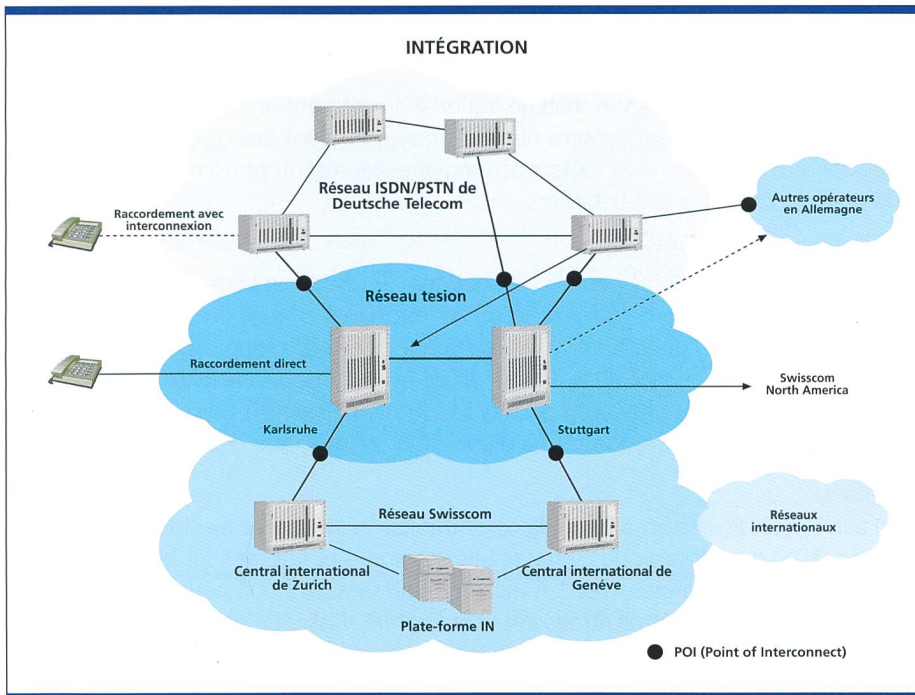 INTÉGRATION
Réseau ISDN/PSTN de
Deutsche Telecom
Raccordement avec
interconnexion
Autres opérateurs
en Allemagne
Réseau tesion
Raccordement direct
Swisscom
North America
Karlsruhe
Stuttgart
Réseau Swisscom
Réseaux
internationaux
Central international
de Zurich
Central international de
Genéve
Plate-forme IN
POI (Point of Interconnect)